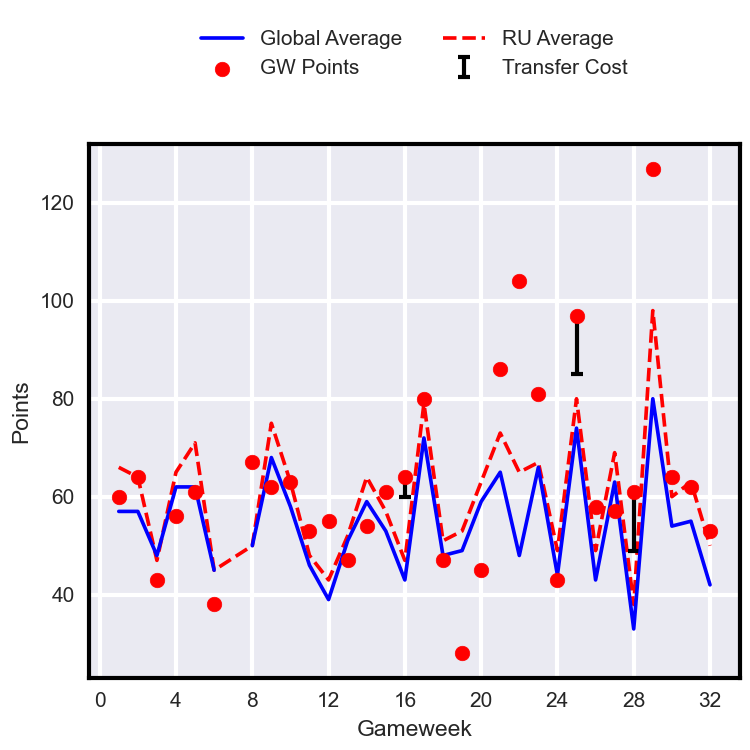 Global Average RU Average
GW Points Transfer Cost
120
100
80
60
40
Points
0 4 8 12 16 20 24 28 32
Gameweek